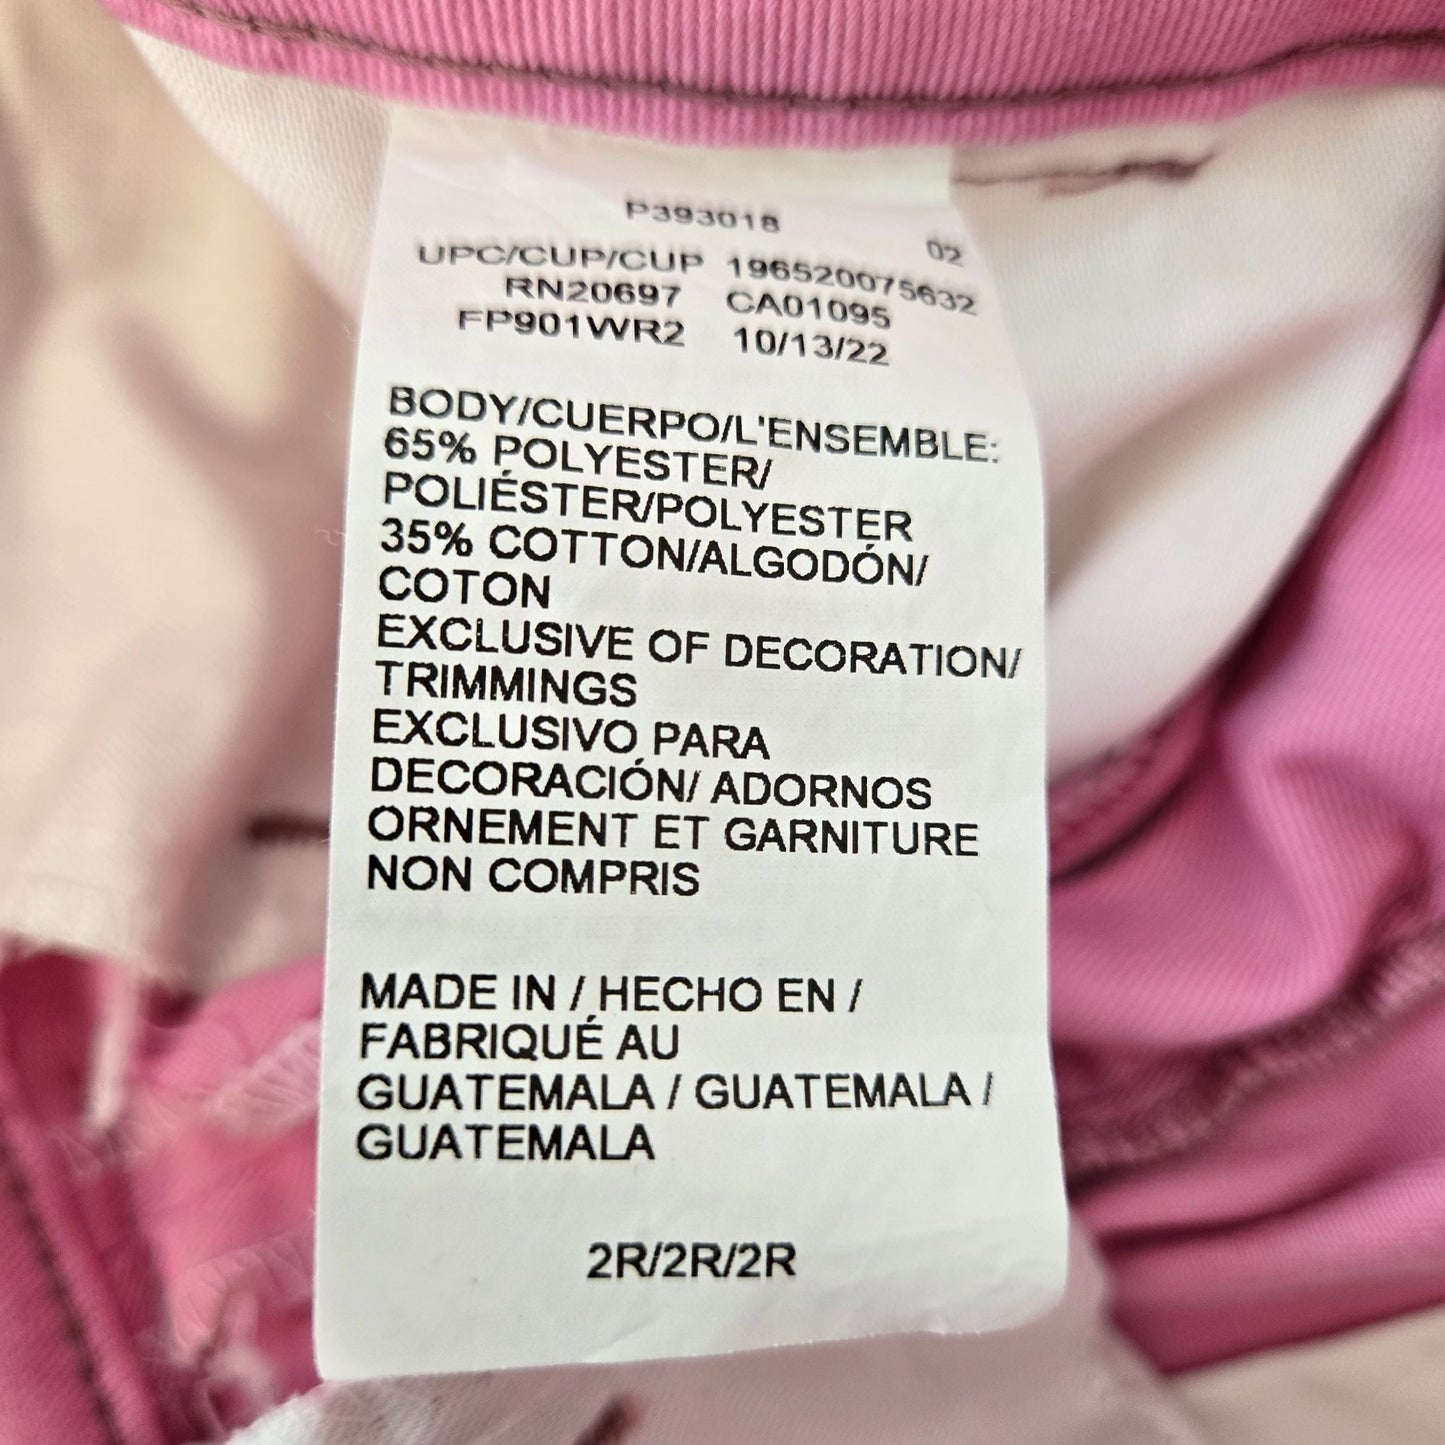 P393018
02
UPC/CUP/CUP 196520075632
RN20697 CA01095
FP901WR2 10/13/22
BODY/CUERPO/L'ENSEMBLE:
65% POLYESTER/
POLIÉSTER/POLYESTER
35% COTTON/ALGODÓN/
COTON
EXCLUSIVE OF DECORATION/
TRIMMINGS
EXCLUSIVO PARA
DECORACIÓN/ ADORNOS
ORNEMENT ET GARNITURE
NON COMPRIS
MADE IN / HECHO EN /
FABRIQUÉ AU
GUATEMALA / GUATEMALA /
GUATEMALA
2R/2R/2R